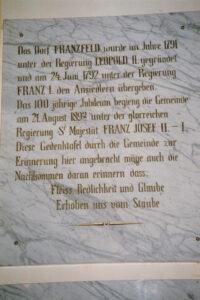 Das Dorf FRANZFELD, wurde im Jahre 1791
unter der Regierung LEOPOLD II. gegründet
und am 24. Juni, 1792 unter der Regierung
FRANZ I. den Ansiedlern übergeben.
Das 100 jährige Jubiläum beging die Gemeinde
am 21. August 1892 unter der glorreichen
Regierung Sr Majestät FRANZ JOSEF
Diese Gedenktafel durch die Gemeinde zur
Erinnerung hier angebracht möge auch die
Nachkommen daran erinnern dass:
Fleiss, Redlichkeit und Glaube
Erhoben uns vom Staube